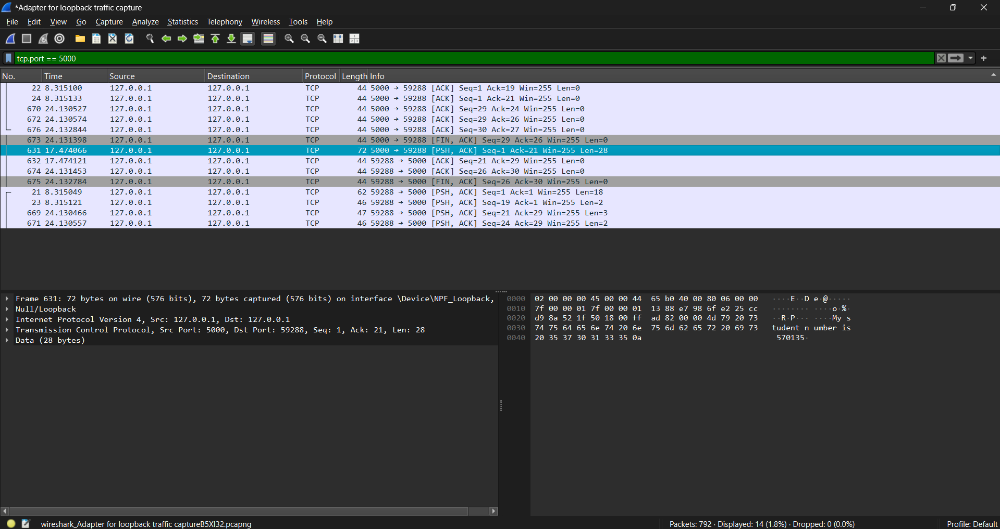 *Adapter for loopback traffic capture
File Edit View Go Capture Analyze Statistics Telephony Wireless Tools Help
tcp.port == 5000
No. Time Source Destination Protocol Length Info
22 8.315100 127.0.0.1 127.0.0.1 TCP 44 5000 → 59288 [ACK] Seq=1 Ack=19 Win=255 Len=0
24 8.315133 127.0.0.1 127.0.0.1 TCP 44 5000 → 59288 [ACK] Seq=1 Ack=21 Win=255 Len=0
670 24.130527 127.0.0.1 127.0.0.1 TCP 44 5000 → 59288 [ACK] Seq=29 Ack=24 Win=255 Len=0
672 24.130574 127.0.0.1 127.0.0.1 TCP 44 5000 → 59288 [ACK] Seq=29 Ack=26 Win=255 Len=0
676 24.132844 127.0.0.1 127.0.0.1 TCP 44 5000 → 59288 [ACK] Seq=30 Ack=27 Win=255 Len=0
673 24.131398 127.0.0.1 127.0.0.1 TCP 44 5000 → 59288 [FIN, ACK] Seq=29 Ack=26 Win=255 Len=0
631 17.474066 127.0.0.1 127.0.0.1 TCP 72 5000 → 59288 [PSH, ACK] Seq=1 Ack=21 Win=255 Len=28
632 17.474121 127.0.0.1 127.0.0.1 TCP 44 59288 → 5000 [ACK] Seq=21 Ack=29 Win=255 Len=0
674 24.131453 127.0.0.1 127.0.0.1 TCP 44 59288 → 5000 [ACK] Seq=26 Ack=30 Win=255 Len=0
675 24.132784 127.0.0.1 127.0.0.1 TCP 44 59288 → 5000 [FIN, ACK] Seq=26 Ack=30 Win=255 Len=0
21 8.315049 127.0.0.1 127.0.0.1 TCP 62 59288 → 5000 [PSH, ACK] Seq=1 Ack=1 Win=255 Len=18
23 8.315121 127.0.0.1 127.0.0.1 TCP 46 59288 → 5000 [PSH, ACK] Seq=19 Ack=1 Win=255 Len=2
669 24.130466 127.0.0.1 127.0.0.1 TCP 47 59288 → 5000 [PSH, ACK] Seq=21 Ack=29 Win=255 Len=3
671 24.130557 127.0.0.1 127.0.0.1 TCP 46 59288 → 5000 [PSH, ACK] Seq=24 Ack=29 Win=255 Len=2
Frame 631: 72 bytes on wire (576 bits), 72 bytes captured (576 bits) on interface \Device\NPF_Loopback,
Null/Loopback
Internet Protocol Version 4, Src: 127.0.0.1, Dst: 127.0.0.1
Transmission Control Protocol, Src Port: 5000, Dst Port: 59288, Seq: 1, Ack: 21, Len: 28
Data (28 bytes)
0000 02 00 00 00 45 00 00 44 65 b0 40 00 80 06 00 00 ····E··D e·@·····
0010 7f 00 00 01 7f 00 00 01 13 88 e7 98 6f e2 25 cc ········ ····o·%·
0020 d9 8a 52 1f 50 18 00 ff ad 82 00 00 4d 79 20 73 ··R·P··· ····My s
0030 74 75 64 65 6e 74 20 6e 75 6d 62 65 72 20 69 73 tudent n umber is
0040 20 35 37 30 31 33 35 0a 570135·
wireshark_Adapter for loopback traffic captureB5XI32.pcapng
Packets: 792 · Displayed: 14 (1.8%) · Dropped: 0 (0.0%)
Profile: Default